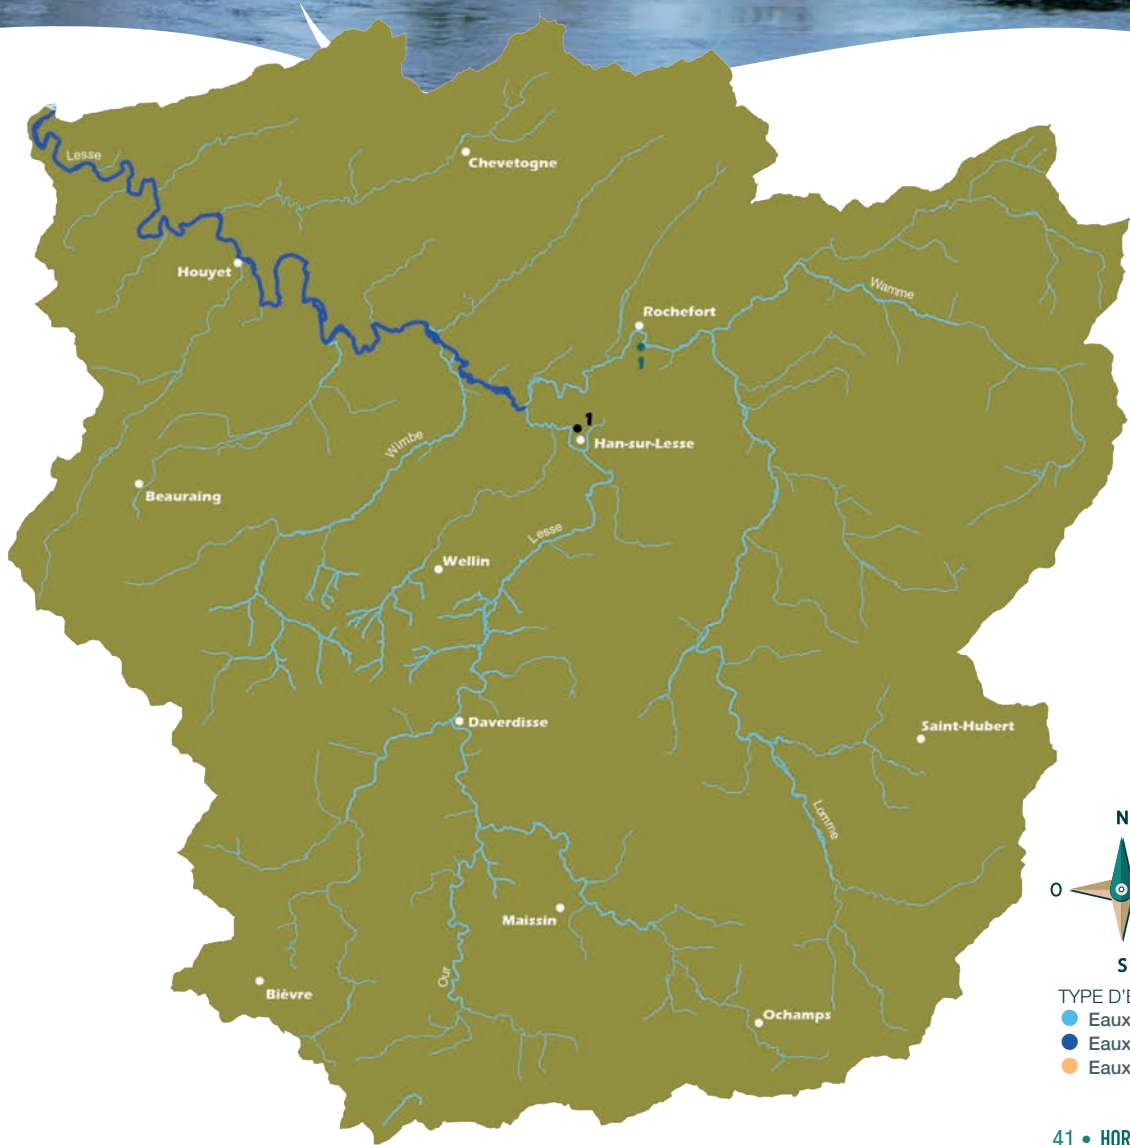 Lesse
Chevetogne
Houyet
Wamme
Rochefort
1
1
Han-sur-Lesse
Wimbe
Beauraing
Lesse
Wellin
Daverdisse
Saint-Hubert
Lomme
N
O
Maissin
S
Our
Bièvre
TYPE D'E
Ochamps
Eaux
Eaux
Eaux
41 • HOR